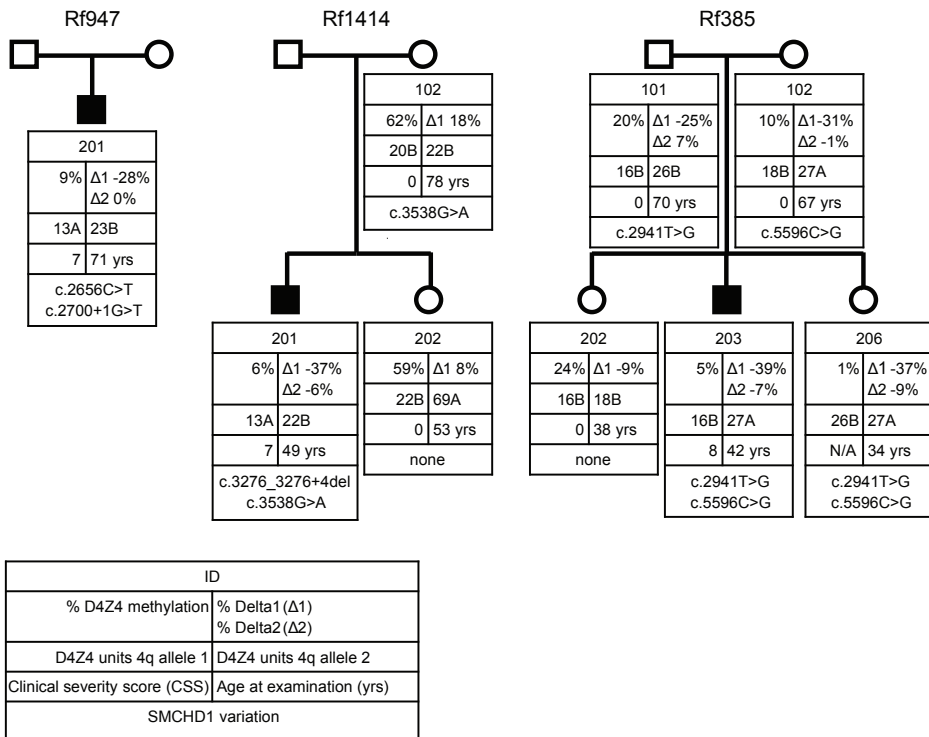 Rf947
Rf1414
Rf385
201
9% Δ1 -28%
Δ2 0%
13A 23B
7 71 yrs
c.2656C>T
c.2700+1G>T
102
62% Δ1 18%
20B 22B
0 78 yrs
c.3538G>A
101
20% Δ1 -25%
Δ2 7%
16B 26B
0 70 yrs
c.2941T>G
102
10% Δ1-31%
Δ2 -1%
18B 27A
0 67 yrs
c.5596C>G
201
6% Δ1 -37%
Δ2 -6%
13A 22B
7 49 yrs
c.3276_3276+4del
c.3538G>A
202
59% Δ1 8%
22B 69A
0 53 yrs
none
202
24% Δ1 -9%
16B 18B
0 38 yrs
none
203
5% Δ1 -39%
Δ2 -7%
16B 27A
8 42 yrs
c.2941T>G
c.5596C>G
206
1% Δ1 -37%
Δ2 -9%
26B 27A
N/A 34 yrs
c.2941T>G
c.5596C>G
ID
% D4Z4 methylation % Delta1(Δ1)
% Delta2(Δ2)
D4Z4 units 4q allele 1 D4Z4 units 4q allele 2
Clinical severity score (CSS) Age at examination (yrs)
SMCHD1 variation